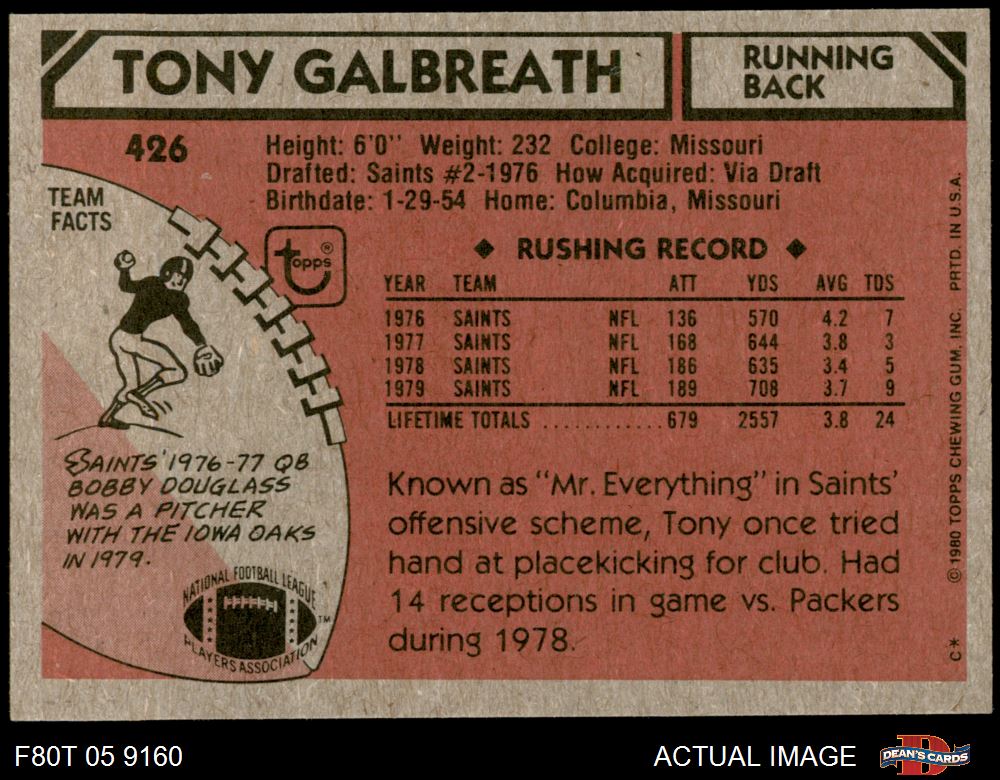 TONY GALBREATH
RUNNING
BACK
426
Height: 6'0" Weight: 232 College: Missouri
Drafted: Saints #2-1976 How Acquired: Via Draft
Birthdate: 1-29-54 Home: Columbia, Missouri
TEAM
FACTS
topps®
◆ RUSHING RECORD ◆
YEAR TEAM ATT YDS AVG TDS
1976 SAINTS NFL 136 570 4.2 7
1977 SAINTS NFL 168 644 3.8 3
1978 SAINTS NFL 186 635 3.4 5
1979 SAINTS NFL 189 708 3.7 9
LIFETIME TOTALS ............ 679 2557 3.8 24
SAINTS' 1976-77 QB
BOBBY DOUGLASS
WAS A PITCHER
WITH THE IOWA OAKS
IN 1979.
NATIONAL FOOTBALL LEAGUE
PLAYERS ASSOCIATION
TM
Known as "Mr. Everything" in Saints'
offensive scheme, Tony once tried
hand at placekicking for club. Had
14 receptions in game vs. Packers
during 1978.
C* © 1980 TOPPS CHEWING GUM, INC. PRTD. IN U.S.A.
F80T 05 9160
ACTUAL IMAGE
D
DEAN'S CARDS